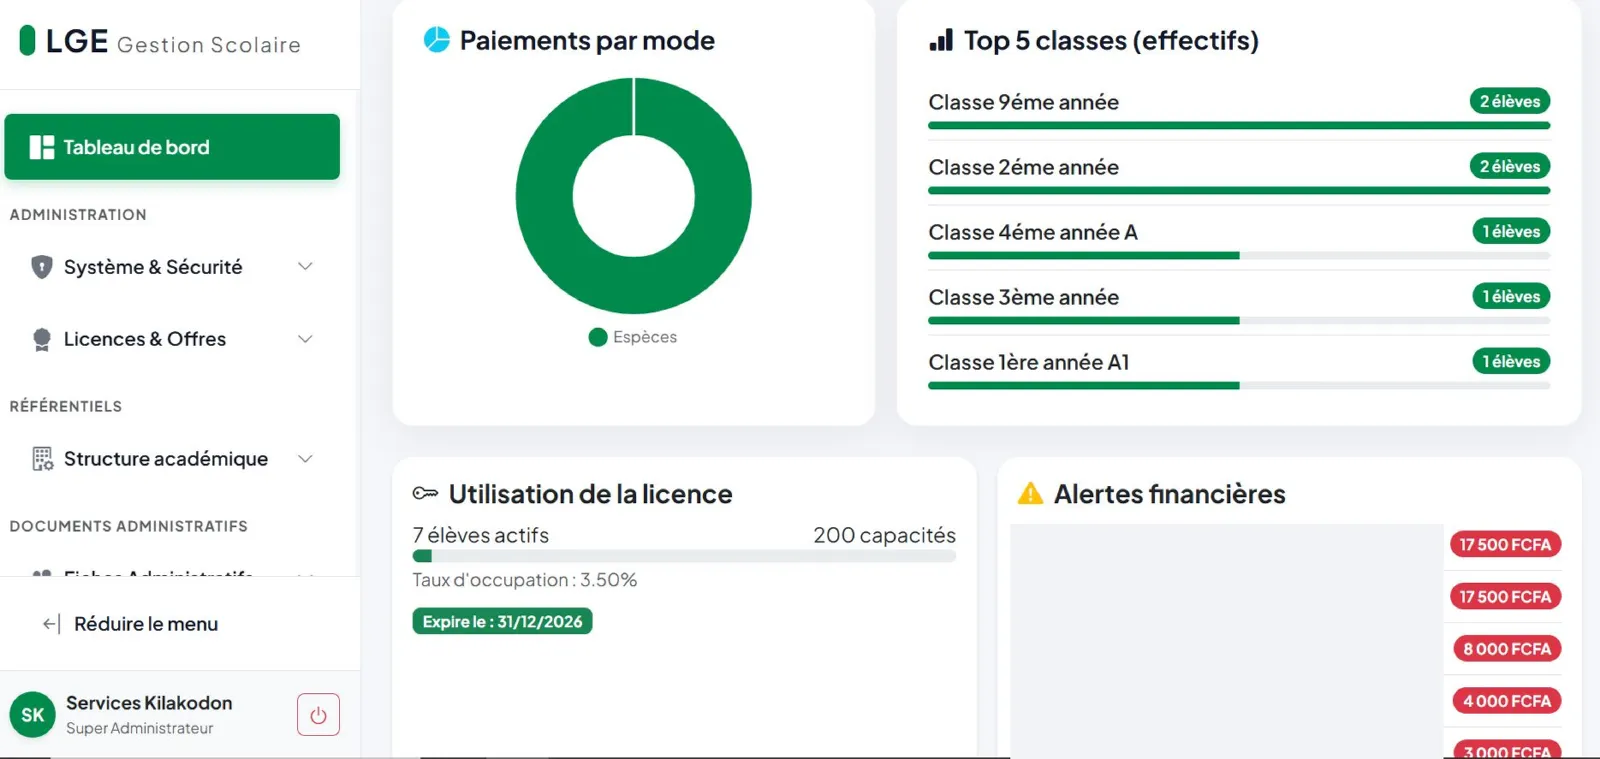 LGE Gestion Scolaire
Tableau de bord
ADMINISTRATION
Système & Sécurité
Licences & Offres
RÉFÉRENTIELS
Structure académique
DOCUMENTS ADMINISTRATIFS
Fiches Administratifs
Réduire le menu
SK
Services Kilakodon
Super Administrateur
Paiements par mode
Espèces
Top 5 classes (effectifs)
Classe 9éme année 2 élèves
Classe 2éme année 2 élèves
Classe 4éme année A 1 élèves
Classe 3ème année 1 élèves
Classe 1ère année A1 1 élèves
Utilisation de la licence
7 élèves actifs 200 capacités
Taux d'occupation : 3.50%
Expire le : 31/12/2026
Alertes financières
17 500 FCFA
17 500 FCFA
8 000 FCFA
4 000 FCFA
3 000 FCFA